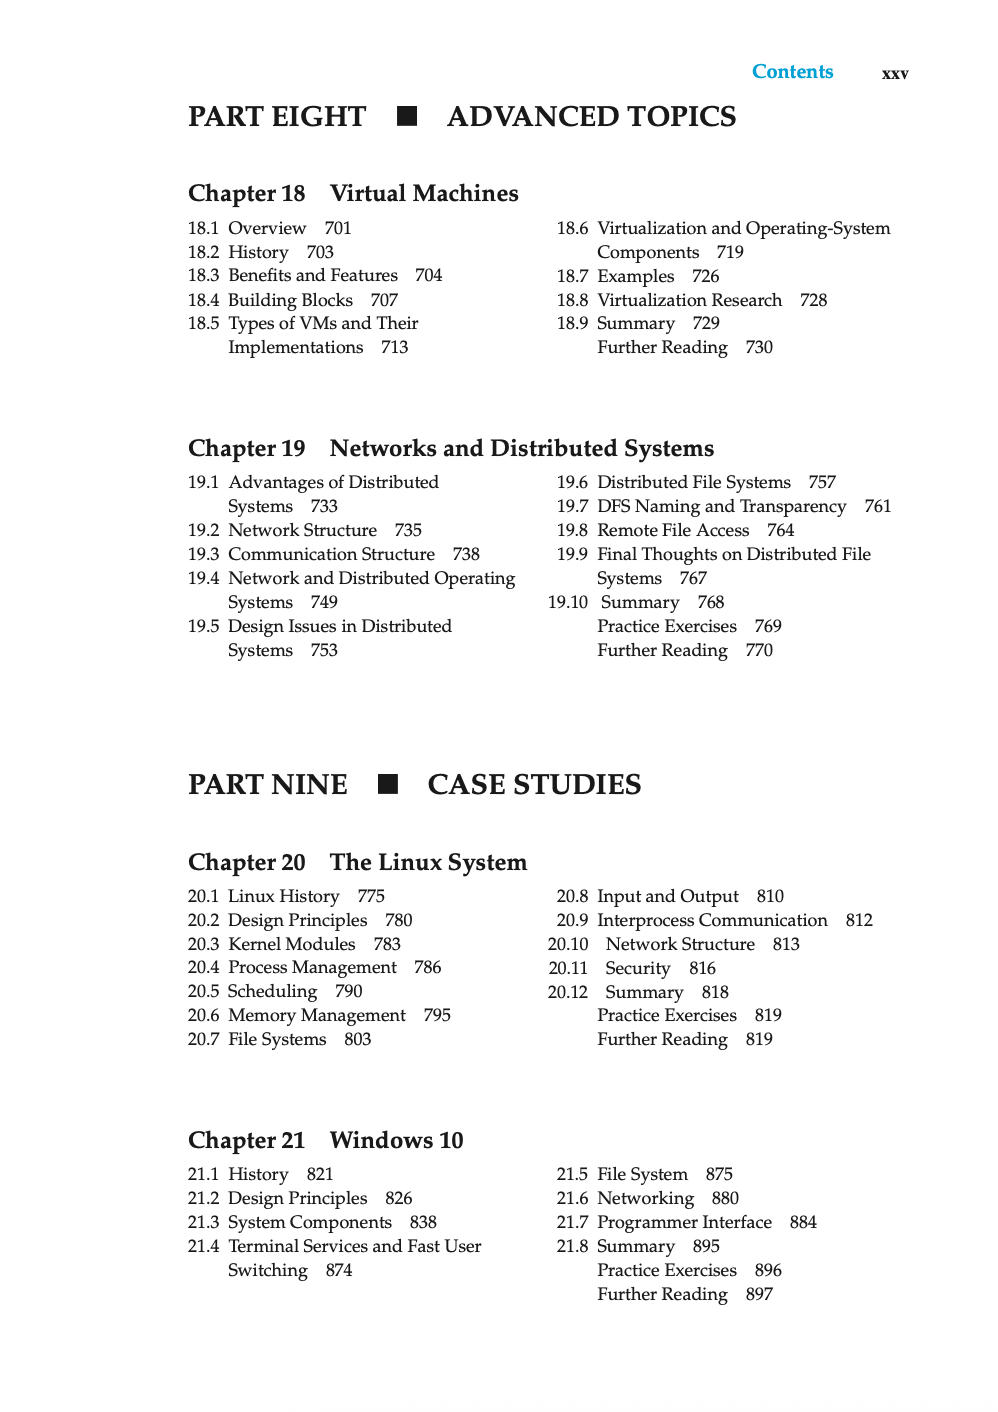 Contents xxv
PART EIGHT ■ ADVANCED TOPICS
Chapter 18 Virtual Machines
18.1 Overview 701
18.2 History 703
18.3 Benefits and Features 704
18.4 Building Blocks 707
18.5 Types of VMs and Their
Implementations 713
18.6 Virtualization and Operating-System
Components 719
18.7 Examples 726
18.8 Virtualization Research 728
18.9 Summary 729
Further Reading 730
Chapter 19 Networks and Distributed Systems
19.1 Advantages of Distributed
Systems 733
19.2 Network Structure 735
19.3 Communication Structure 738
19.4 Network and Distributed Operating
Systems 749
19.5 Design Issues in Distributed
Systems 753
19.6 Distributed File Systems 757
19.7 DFS Naming and Transparency 761
19.8 Remote File Access 764
19.9 Final Thoughts on Distributed File
Systems 767
19.10 Summary 768
Practice Exercises 769
Further Reading 770
PART NINE ■ CASE STUDIES
Chapter 20 The Linux System
20.1 Linux History 775
20.2 Design Principles 780
20.3 Kernel Modules 783
20.4 Process Management 786
20.5 Scheduling 790
20.6 Memory Management 795
20.7 File Systems 803
20.8 Input and Output 810
20.9 Interprocess Communication 812
20.10 Network Structure 813
20.11 Security 816
20.12 Summary 818
Practice Exercises 819
Further Reading 819
Chapter 21 Windows 10
21.1 History 821
21.2 Design Principles 826
21.3 System Components 838
21.4 Terminal Services and Fast User
Switching 874
21.5 File System 875
21.6 Networking 880
21.7 Programmer Interface 884
21.8 Summary 895
Practice Exercises 896
Further Reading 897